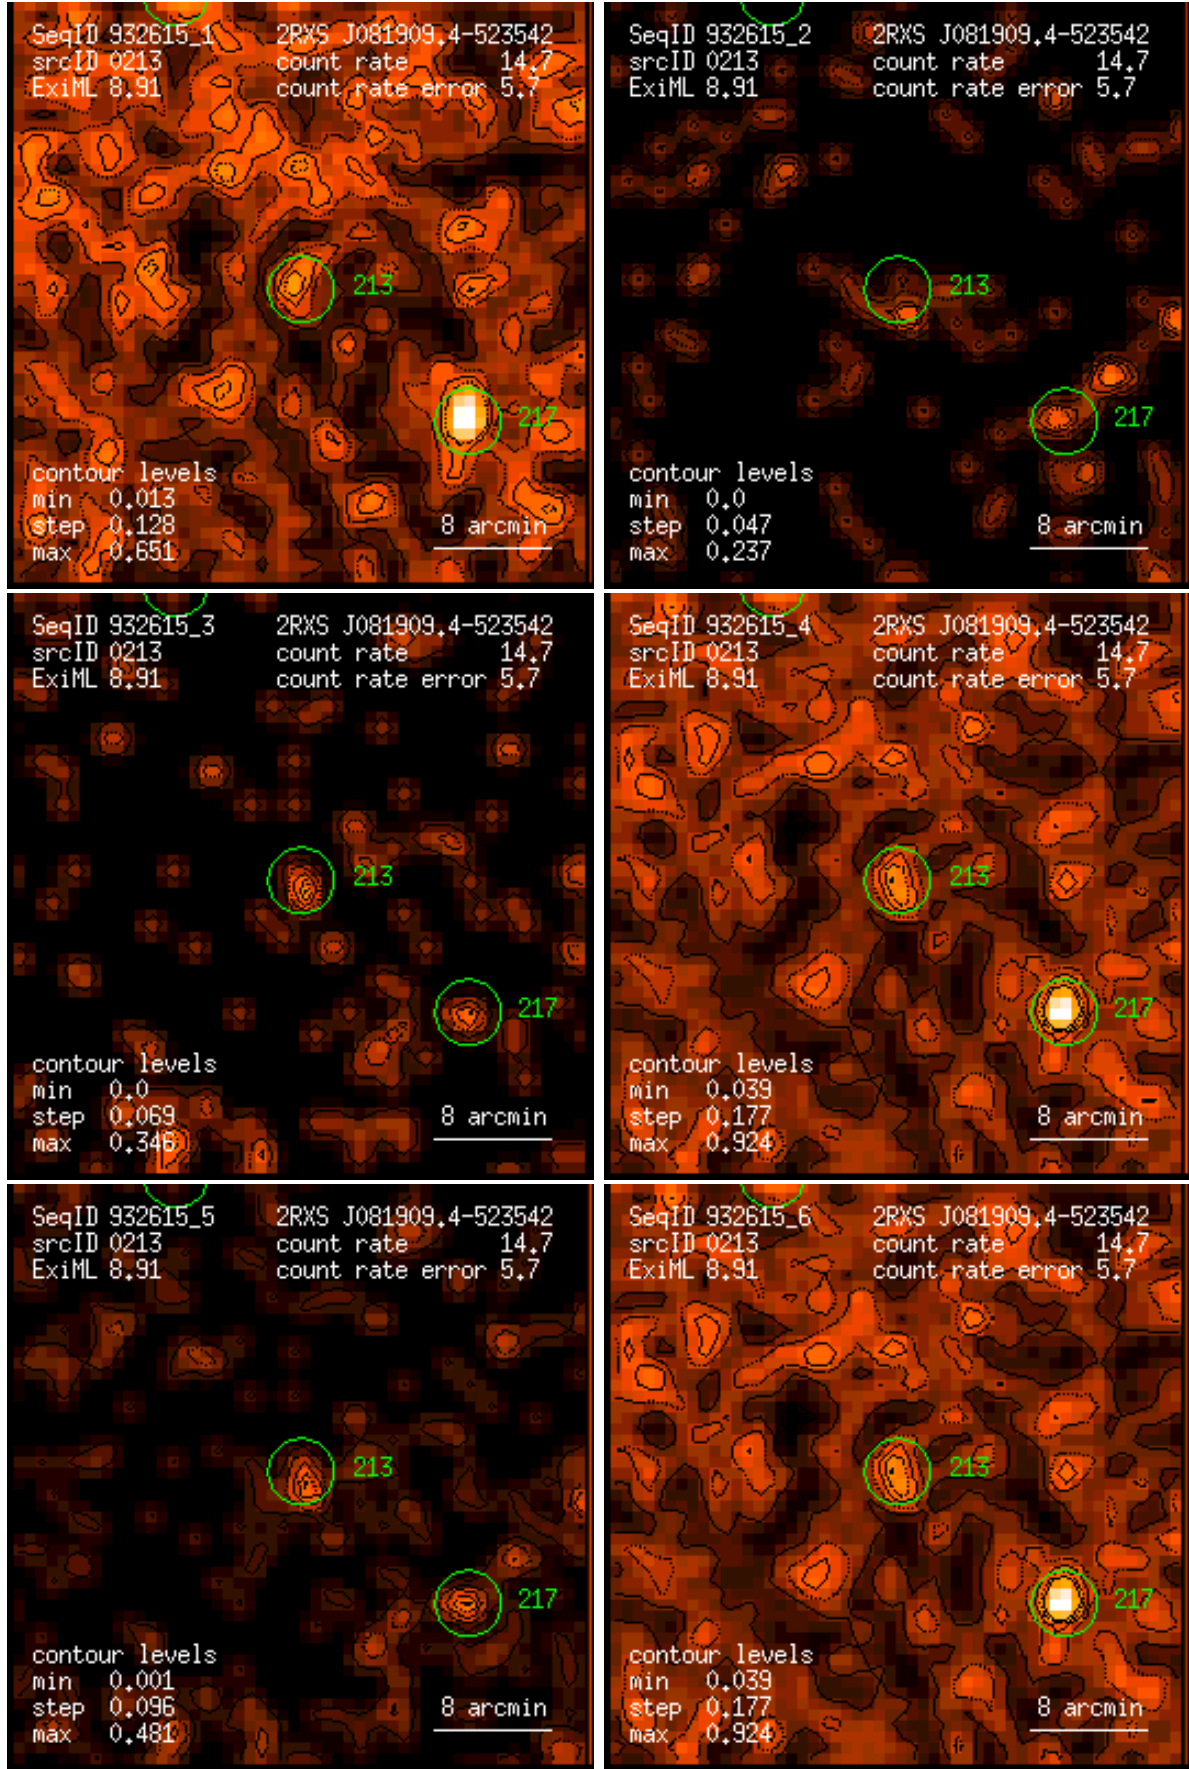 SeqID 932615_1 2RXS J081909.4-523542
srcID 0213 count rate 14.7
ExiML 8.91 count rate error 5.7
213
217
contour levels
min 0.013
step 0.128 8 arcmin
max 0.651
SeqID 932615_2 2RXS J081909.4-523542
srcID 0213 count rate 14.7
ExiML 8.91 count rate error 5.7
213
217
contour levels
min 0.0
step 0.047 8 arcmin
max 0.237
SeqID 932615_3 2RXS J081909.4-523542
srcID 0213 count rate 14.7
ExiML 8.91 count rate error 5.7
213
217
contour levels
min 0.0
step 0.069 8 arcmin
max 0.346
SeqID 932615_4 2RXS J081909.4-523542
srcID 0213 count rate 14.7
ExiML 8.91 count rate error 5.7
213
217
contour levels
min 0.039
step 0.177 8 arcmin
max 0.924
SeqID 932615_5 2RXS J081909.4-523542
srcID 0213 count rate 14.7
ExiML 8.91 count rate error 5.7
213
217
contour levels
min 0.001
step 0.096 8 arcmin
max 0.481
SeqID 932615_6 2RXS J081909.4-523542
srcID 0213 count rate 14.7
ExiML 8.91 count rate error 5.7
213
217
contour levels
min 0.039
step 0.177 8 arcmin
max 0.924